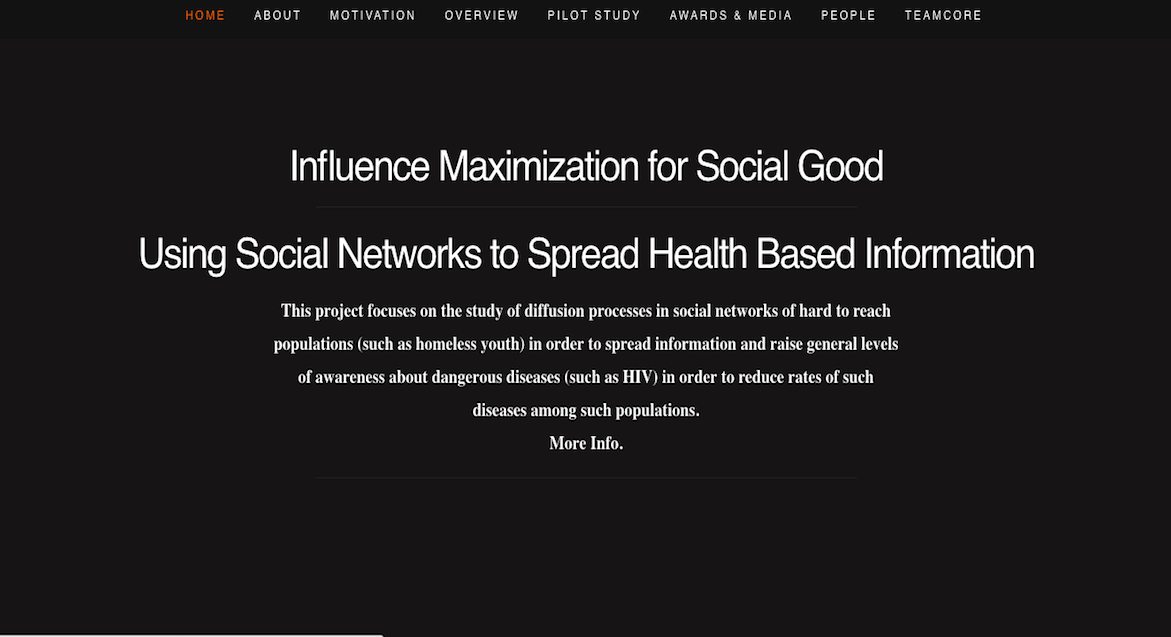 HOME ABOUT MOTIVATION OVERVIEW PILOT STUDY AWARDS & MEDIA PEOPLE TEAMCORE
Influence Maximization for Social Good
Using Social Networks to Spread Health Based Information
This project focuses on the study of diffusion processes in social networks of hard to reach
populations (such as homeless youth) in order to spread information and raise general levels
of awareness about dangerous diseases (such as HIV) in order to reduce rates of such
diseases among such populations.
More Info.